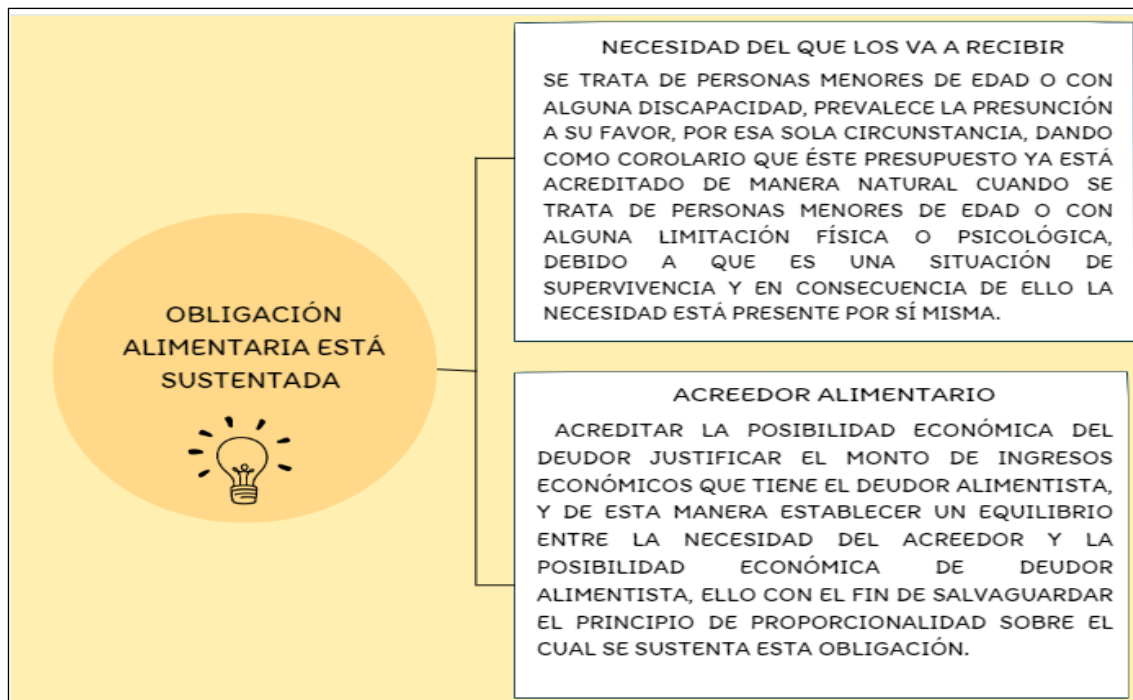 OBLIGACIÓN
ALIMENTARIA ESTÁ
SUSTENTADA
NECESIDAD DEL QUE LOS VA A RECIBIR
SE TRATA DE PERSONAS MENORES DE EDAD O CON
ALGUNA DISCAPACIDAD, PREVALECE LA PRESUNCIÓN
A SU FAVOR, POR ESA SOLA CIRCUNSTANCIA, DANDO
COMO COROLARIO QUE ÉSTE PRESUPUESTO YA ESTÁ
ACREDITADO DE MANERA NATURAL CUANDO SE
TRATA DE PERSONAS MENORES DE EDAD O CON
ALGUNA LIMITACIÓN FÍSICA O PSICOLÓGICA,
DEBIDO A QUE ES UNA SITUACIÓN DE
SUPERVIVENCIA Y EN CONSECUENCIA DE ELLO LA
NECESIDAD ESTÁ PRESENTE POR SÍ MISMA.
ACREEDOR ALIMENTARIO
ACREDITAR LA POSIBILIDAD ECONÓMICA DEL
DEUDOR JUSTIFICAR EL MONTO DE INGRESOS
ECONÓMICOS QUE TIENE EL DEUDOR ALIMENTISTA,
Y DE ESTA MANERA ESTABLECER UN EQUILIBRIO
ENTRE LA NECESIDAD DEL ACREEDOR Y LA
POSIBILIDAD ECONÓMICA DE DEUDOR
ALIMENTISTA, ELLO CON EL FIN DE SALVAGUARDAR
EL PRINCIPIO DE PROPORCIONALIDAD SOBRE EL
CUAL SE SUSTENTA ESTA OBLIGACIÓN.